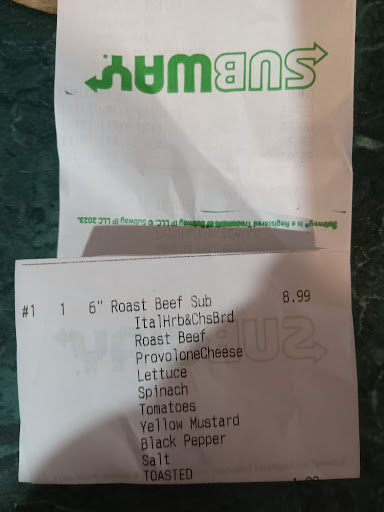 SUBWAY
Subway® is a Registered Trademark of Subway IP LLC. © Subway IP LLC 2023.
#1 1 6" Roast Beef Sub 8.99
ItalHrb&ChsBrd
Roast Beef
ProvoloneCheese
Lettuce
Spinach
Tomatoes
Yellow Mustard
Black Pepper
Salt
TOASTED